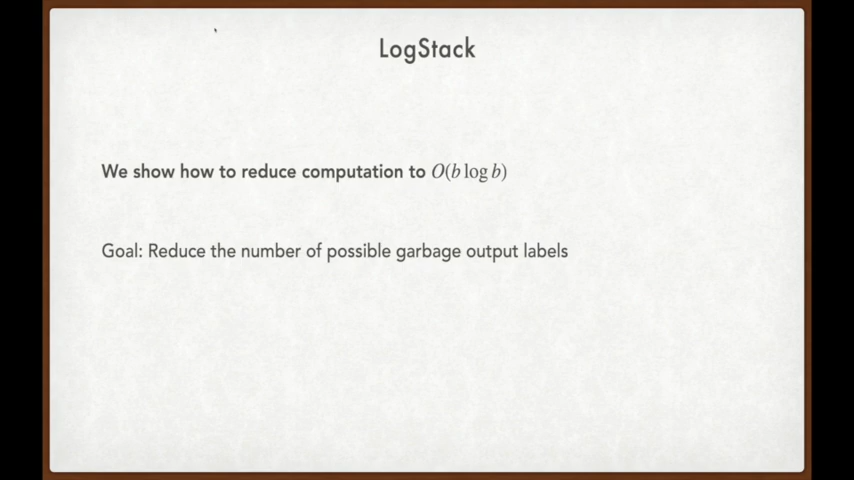 LogStack
We show how to reduce computation to O(b log b)
Goal: Reduce the number of possible garbage output labels